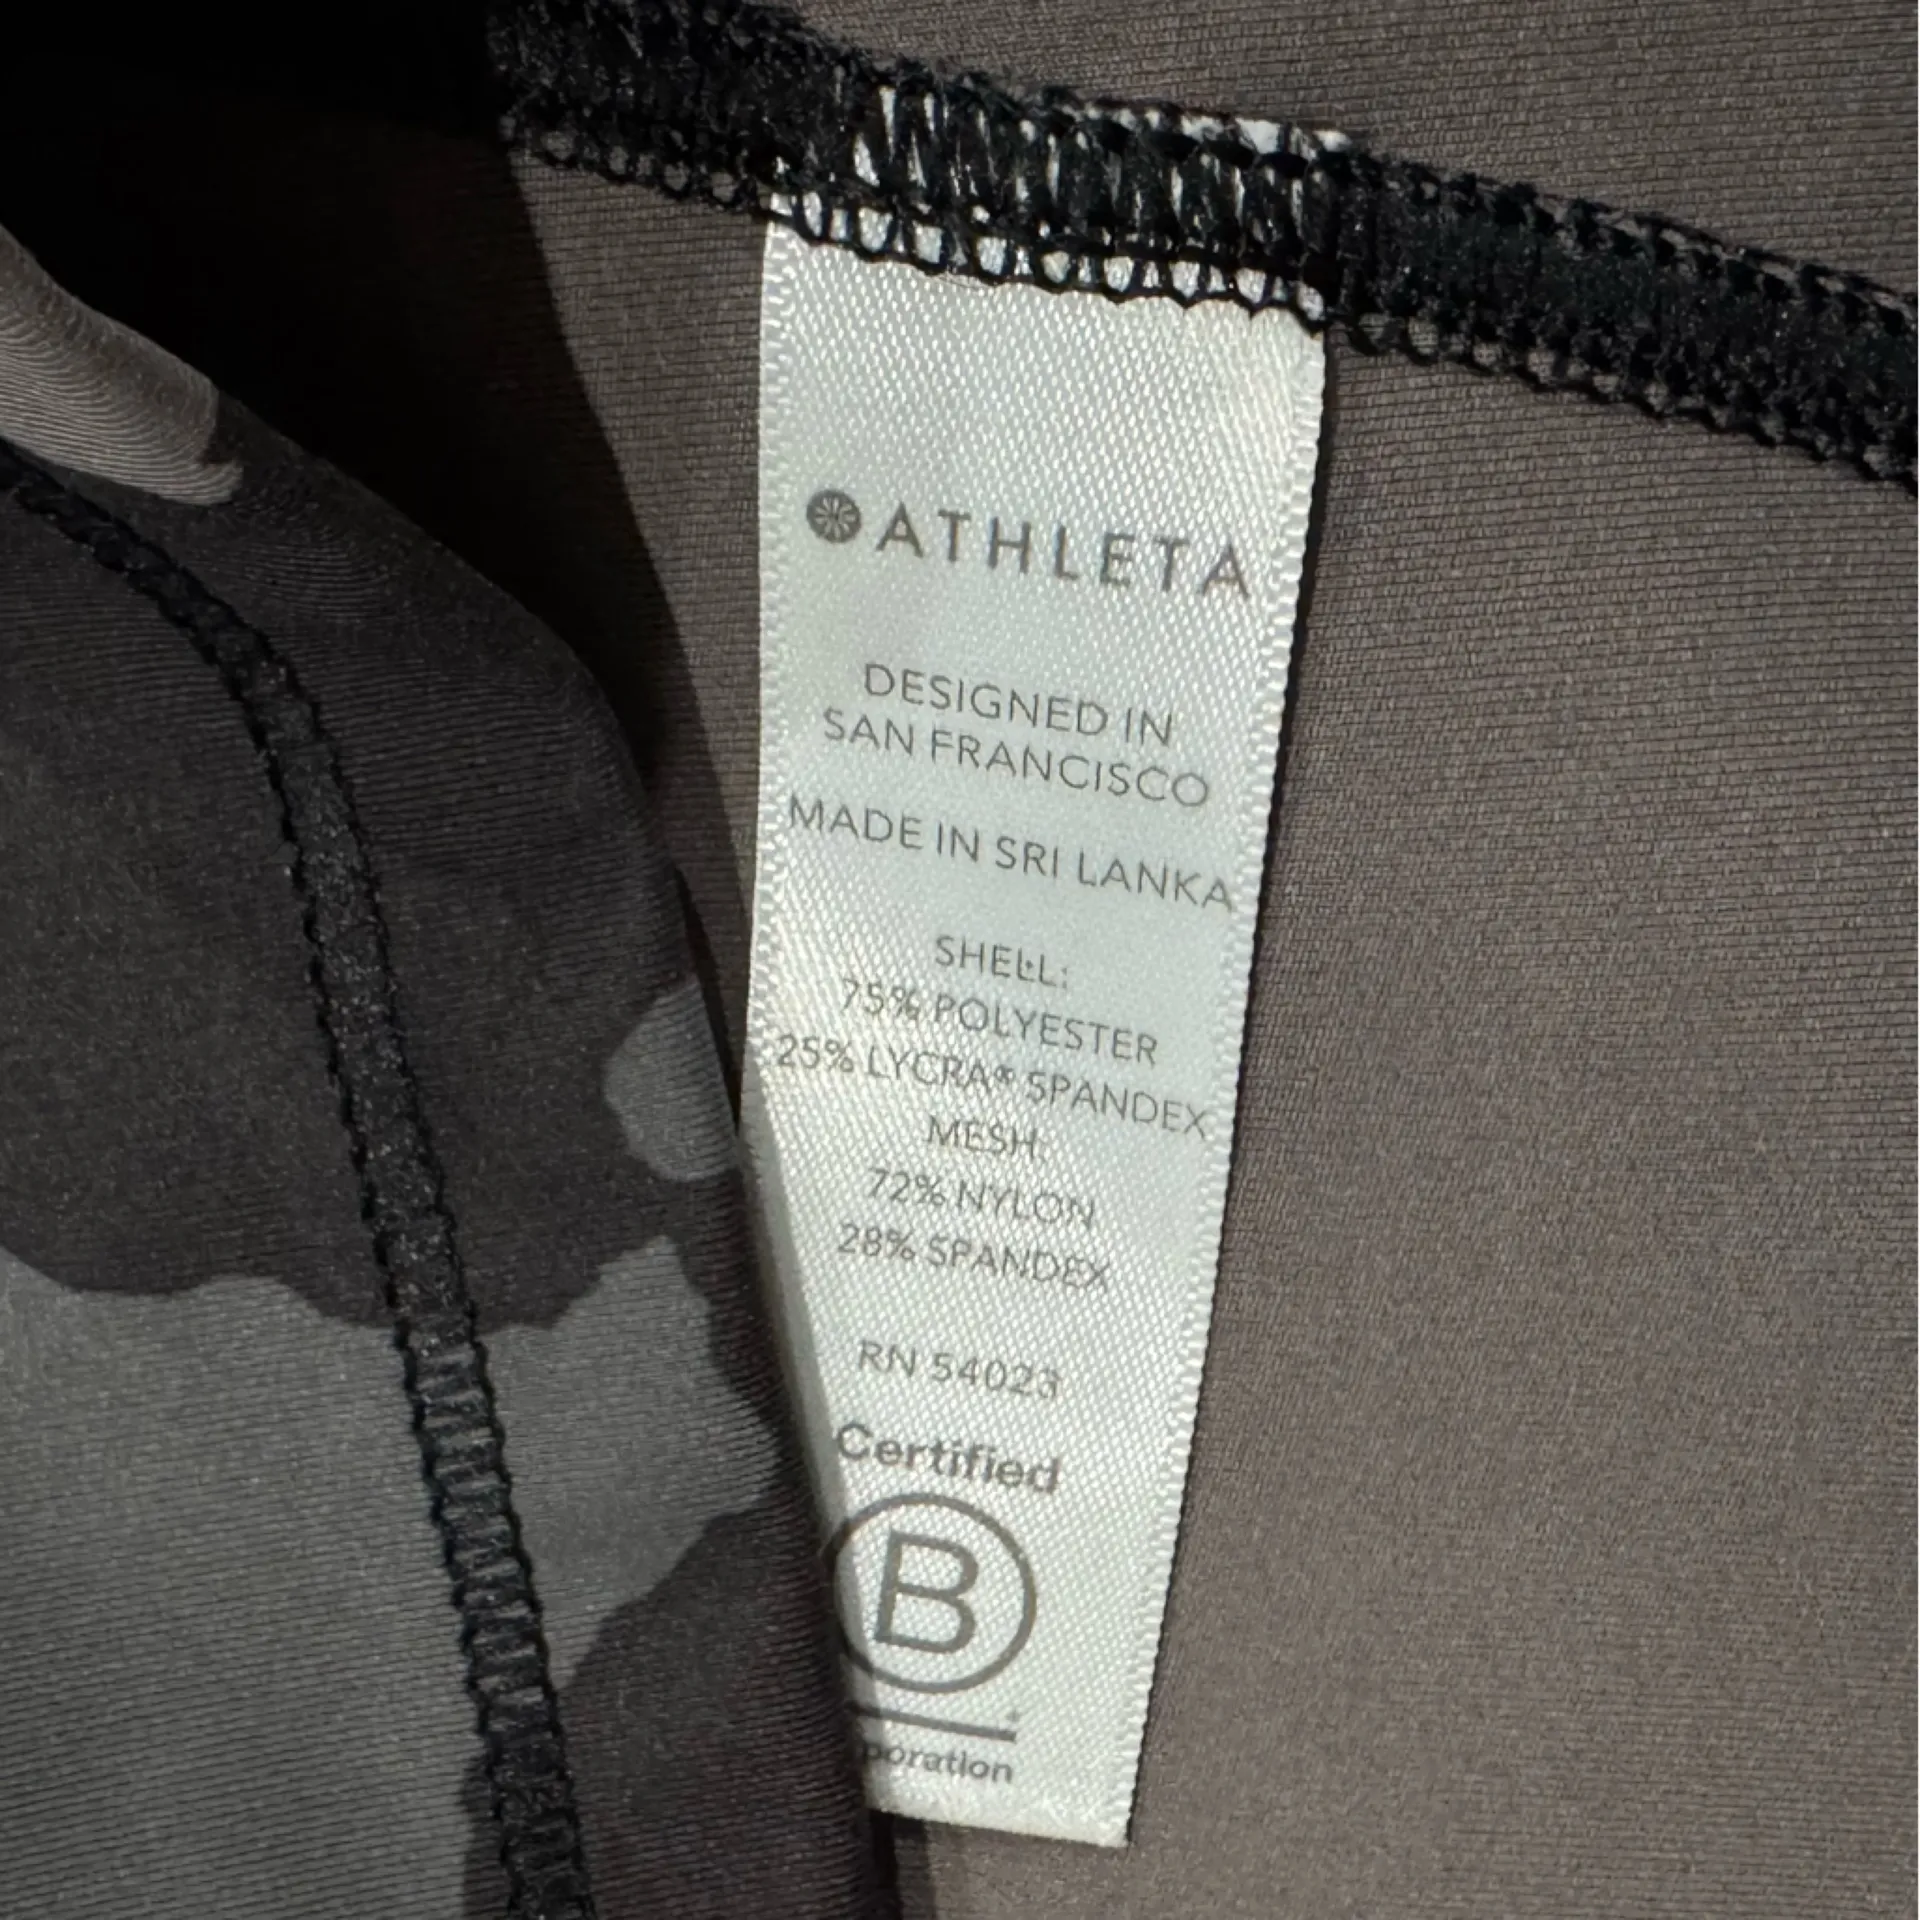 ATHLETA
DESIGNED IN
SAN FRANCISCO
MADE IN SRI LANKA
SHELL:
75% POLYESTER
25% LYCRA® SPANDEX
MESH:
72% NYLON
28% SPANDEX
RN 54023
Certified
B
poration